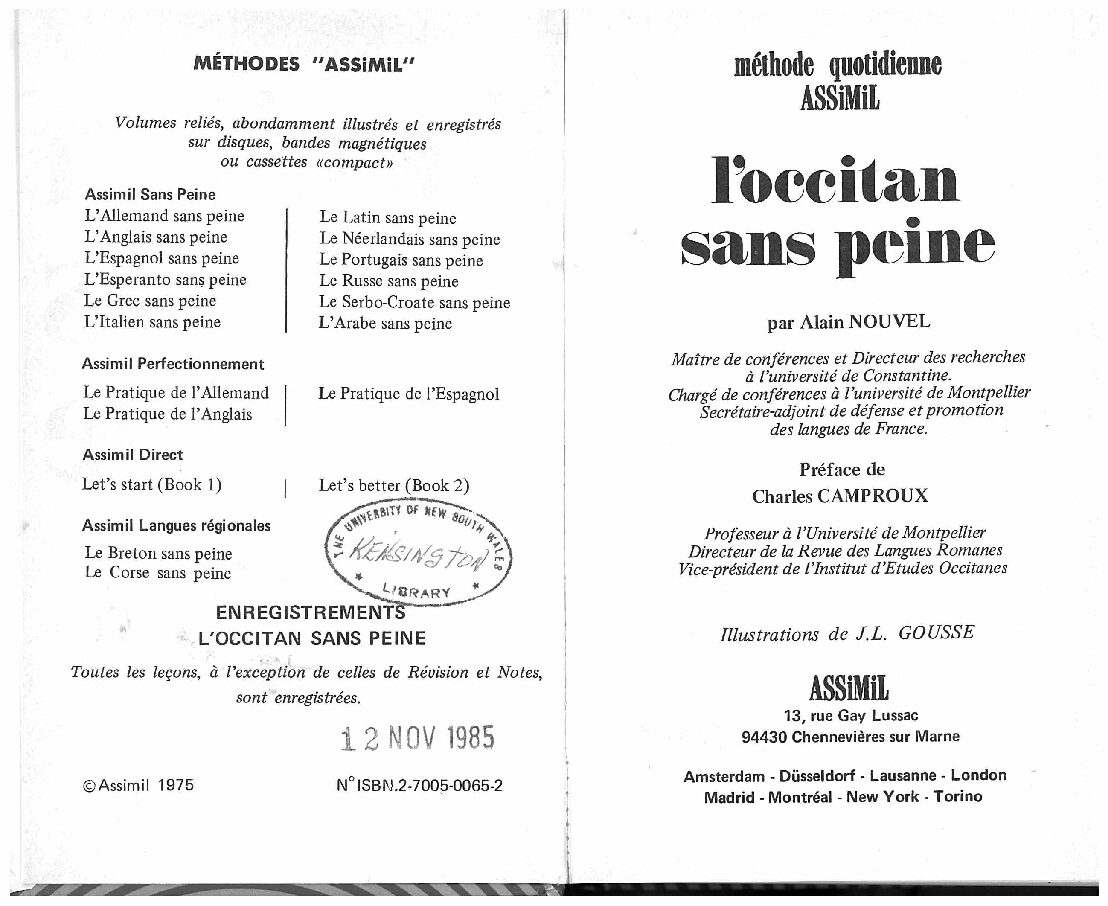 MÉTHODES "ASSiMiL"
Volumes reliés, abondamment illustrés et enregistrés
sur disques, bandes magnétiques
ou cassettes «compact»
Assimil Sans Peine
L'Allemand sans peine
L'Anglais sans peine
L'Espagnol sans peine
L'Esperanto sans peine
Le Grec sans peine
L'Italien sans peine
Le Latin sans peine
Le Néerlandais sans peine
Le Portugais sans peine
Le Russe sans peine
Le Serbo-Croate sans peine
L'Arabe sans peine
Assimil Perfectionnement
Le Pratique de l'Allemand
Le Pratique de l'Anglais
Le Pratique de l'Espagnol
Assimil Direct
Let's start (Book 1)
Let's better (Book 2)
Assimil Langues régionales
Le Breton sans peine
Le Corse sans peine
THE UNIVERSITY OF NEW SOUTH WALES
KENSINGTON
LIBRARY
ENREGISTREMENTS
L'OCCITAN SANS PEINE
Toutes les leçons, à l'exception de celles de Révision et Notes,
sont enregistrées.
12 NOV 1985
©Assimil 1975
N° ISBN.2-7005-0065-2
méthode quotidienne
ASSiMiL
l'occitan
sans peine
par Alain NOUVEL
Maître de conférences et Directeur des recherches
à l'université de Constantine.
Chargé de conférences à l'université de Montpellier
Secrétaire-adjoint de défense et promotion
des langues de France.
Préface de
Charles CAMPROUX
Professeur à l'Université de Montpellier
Directeur de la Revue des Langues Romanes
Vice-président de l'Institut d'Etudes Occitanes
Illustrations de J.L. GOUSSE
ASSiMiL
13, rue Gay Lussac
94430 Chennevières sur Marne
Amsterdam - Düsseldorf - Lausanne - London
Madrid - Montréal - New York - Torino